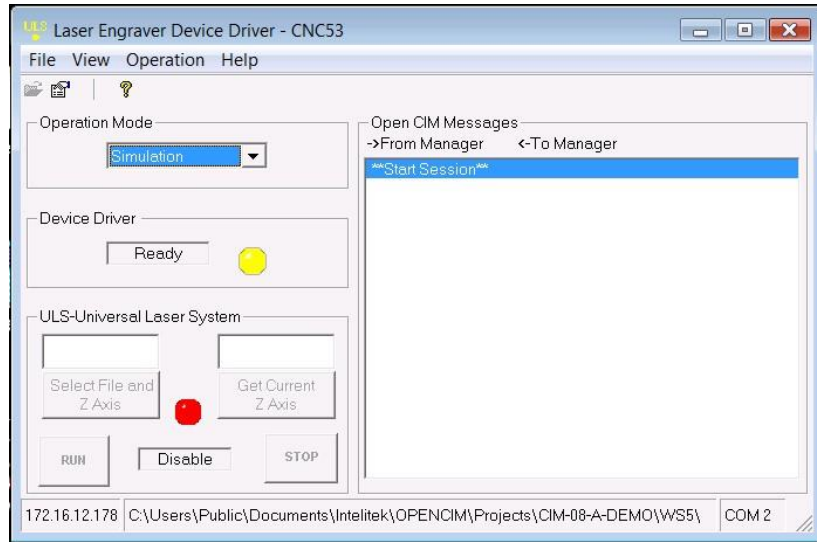 ULS Laser Engraver Device Driver - CNC53
File View Operation Help
Operation Mode
Simulation
Device Driver
Ready
ULS-Universal Laser System
Select File and
Z Axis
Get Current
Z Axis
RUN
Disable
STOP
Open CIM Messages
->From Manager <-To Manager
**Start Session**
172.16.12.178 C:\Users\Public\Documents\Intelitek\OPENCIM\Projects\CIM-08-A-DEMO\WS5\ COM 2